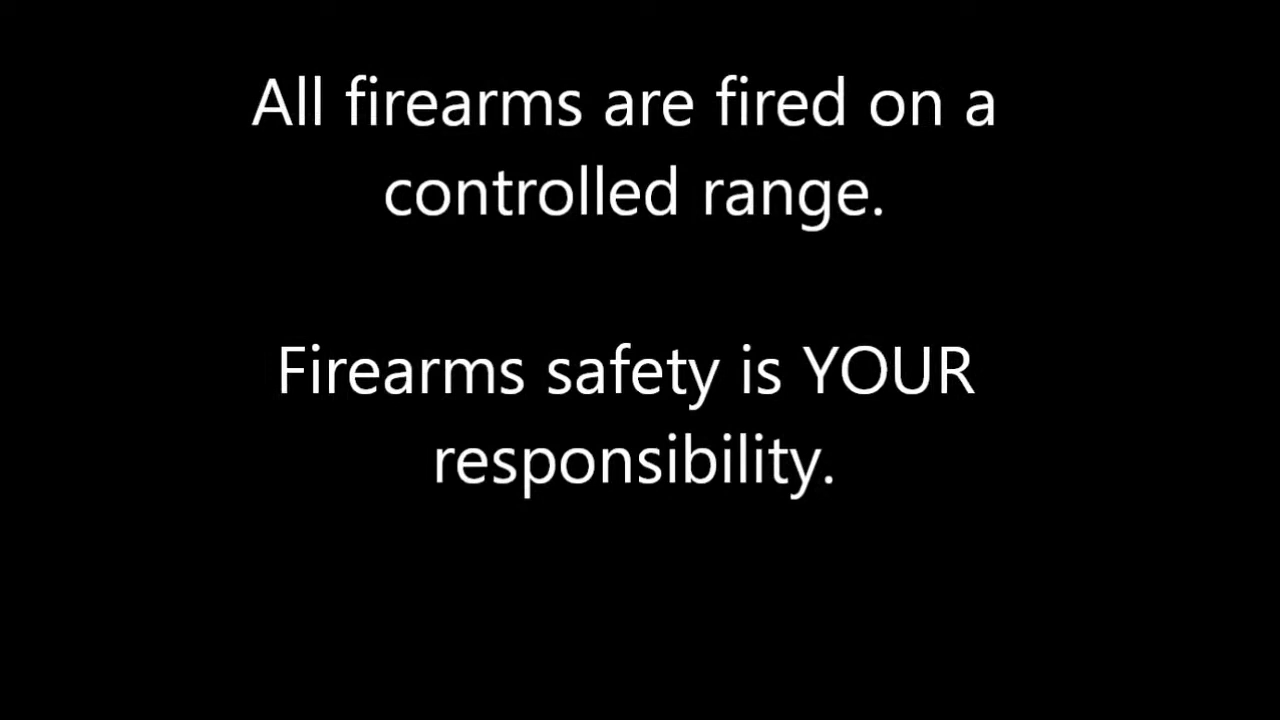 All firearms are fired on a
controlled range.
Firearms safety is YOUR
responsibility.